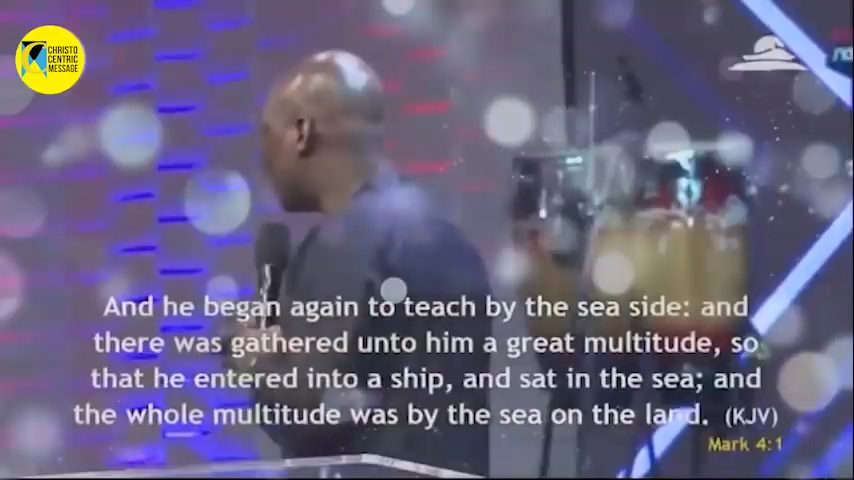 CHRISTO
CENTRIC
MESSAGE
And he began again to teach by the sea side: and
there was gathered unto him a great multitude, so
that he entered into a ship, and sat in the sea; and
the whole multitude was by the sea on the land. (KJV)
Mark 4:1